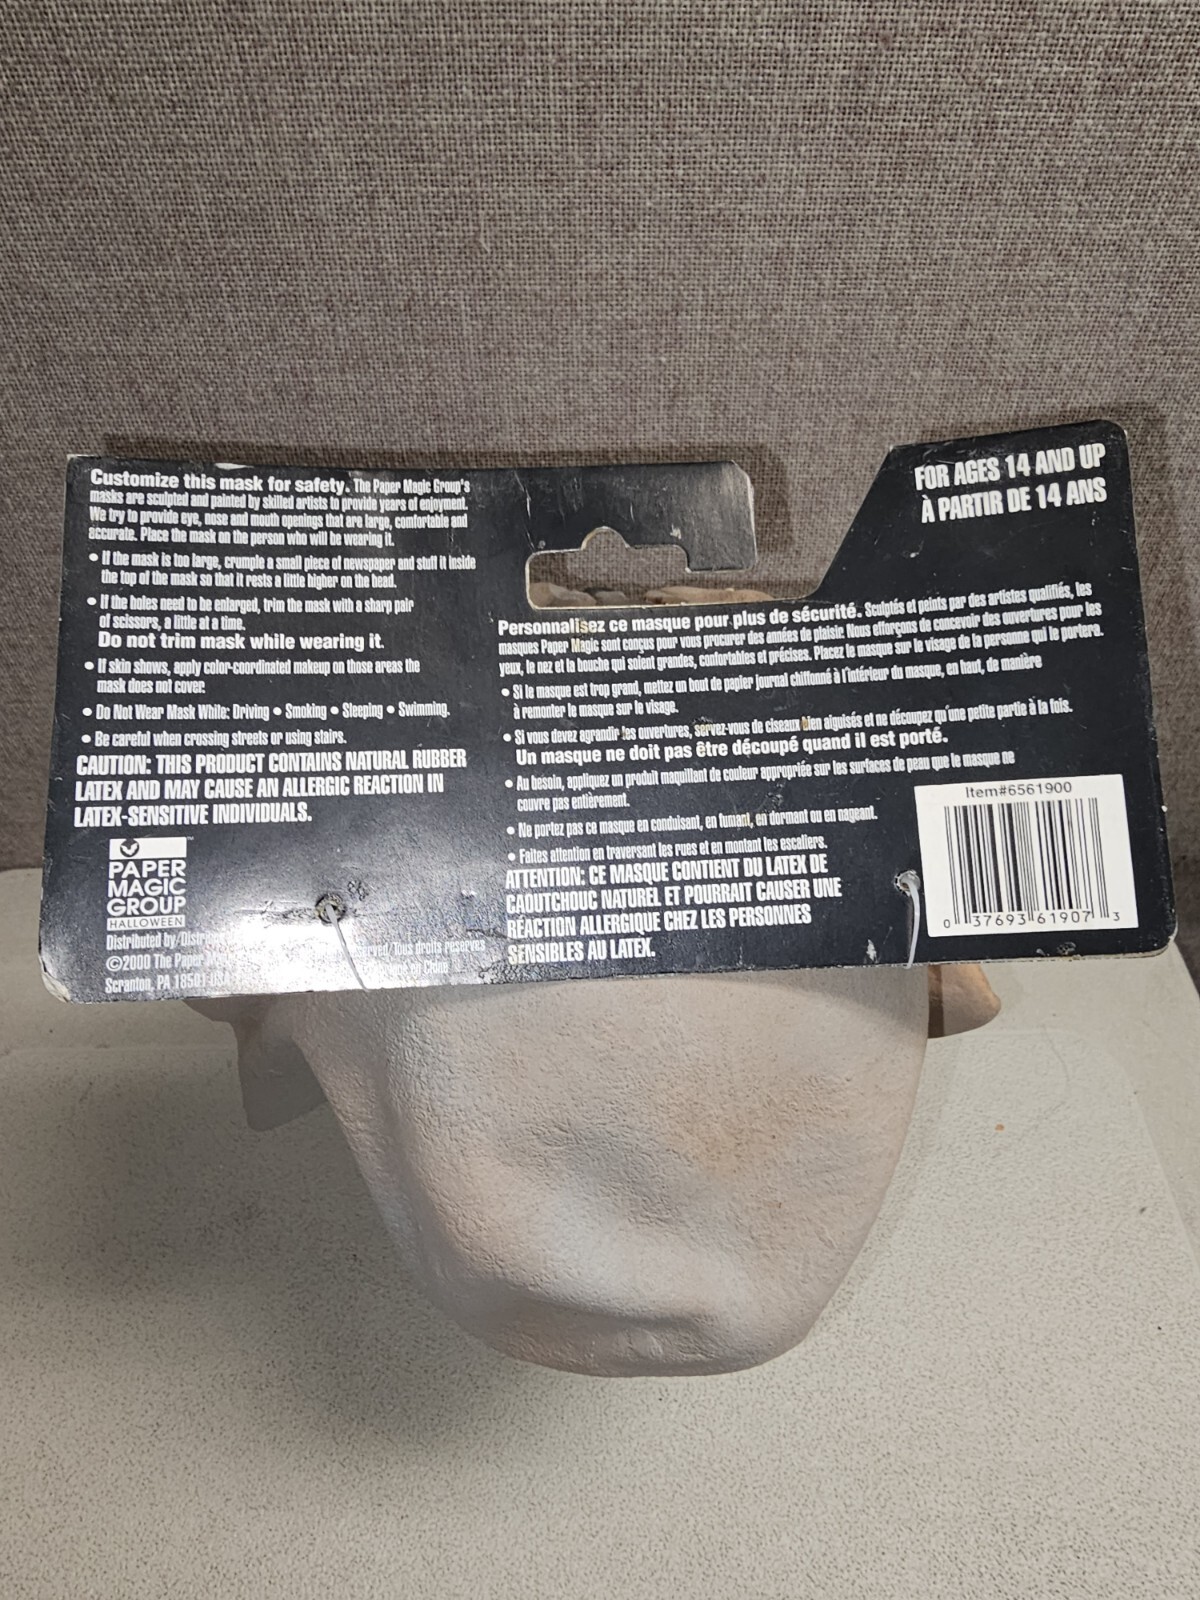 Customize this mask for safety. The Paper Magic Group's
masks are sculpted and painted by skilled artists to provide years of enjoyment.
We try to provide eye, nose and mouth openings that are large, comfortable and
accurate. Place the mask on the person who will be wearing it.
• If the mask is too large, crumple a small piece of newspaper and stuff it inside
the top of the mask so that it rests a little higher on the head.
• If the holes need to be enlarged, trim the mask with a sharp pair
of scissors, a little at a time.
Do not trim mask while wearing it.
• If skin shows, apply color-coordinated makeup on those areas the
mask does not cover.
• Do Not Wear Mask While: Driving • Smoking • Sleeping • Swimming.
• Be careful when crossing streets or using stairs.
CAUTION: THIS PRODUCT CONTAINS NATURAL RUBBER
LATEX AND MAY CAUSE AN ALLERGIC REACTION IN
LATEX-SENSITIVE INDIVIDUALS.
PAPER
MAGIC
GROUP
HALLOWEEN
Distributed by
©2000 The Paper /Tous droits réservés
en Chine
Scranton, PA 18501 USA
FOR AGES 14 AND UP
À PARTIR DE 14 ANS
Personnalisez ce masque pour plus de sécurité. Sculptés et peints par des artistes qualifiés, les
masques Paper Magic sont conçus pour vous procurer des années de plaisir. Nous efforçons de concevoir des ouvertures pour les
yeux, le nez et la bouche qui soient grandes, confortables et précises. Placez le masque sur le visage de la personne qui le portera.
• Si le masque est trop grand, mettez un bout de papier journal chiffonné à l'intérieur du masque, en haut, de manière
à remonter le masque sur le visage.
• Si vous devez agrandir les ouvertures, servez-vous de ciseaux bien aiguisés et ne découpez qu'une petite partie à la fois.
Un masque ne doit pas être découpé quand il est porté.
• Au besoin, appliquez un produit maquillant de couleur appropriée sur les surfaces de peau que le masque ne
couvre pas entièrement.
• Ne portez pas ce masque en conduisant, en fumant, en dormant ou en nageant.
• Faites attention en traversant les rues et en montant les escaliers.
ATTENTION: CE MASQUE CONTIENT DU LATEX DE
CAOUTCHOUC NATUREL ET POURRAIT CAUSER UNE
RÉACTION ALLERGIQUE CHEZ LES PERSONNES
SENSIBLES AU LATEX.
Item#6561900
0 37693 61907 3